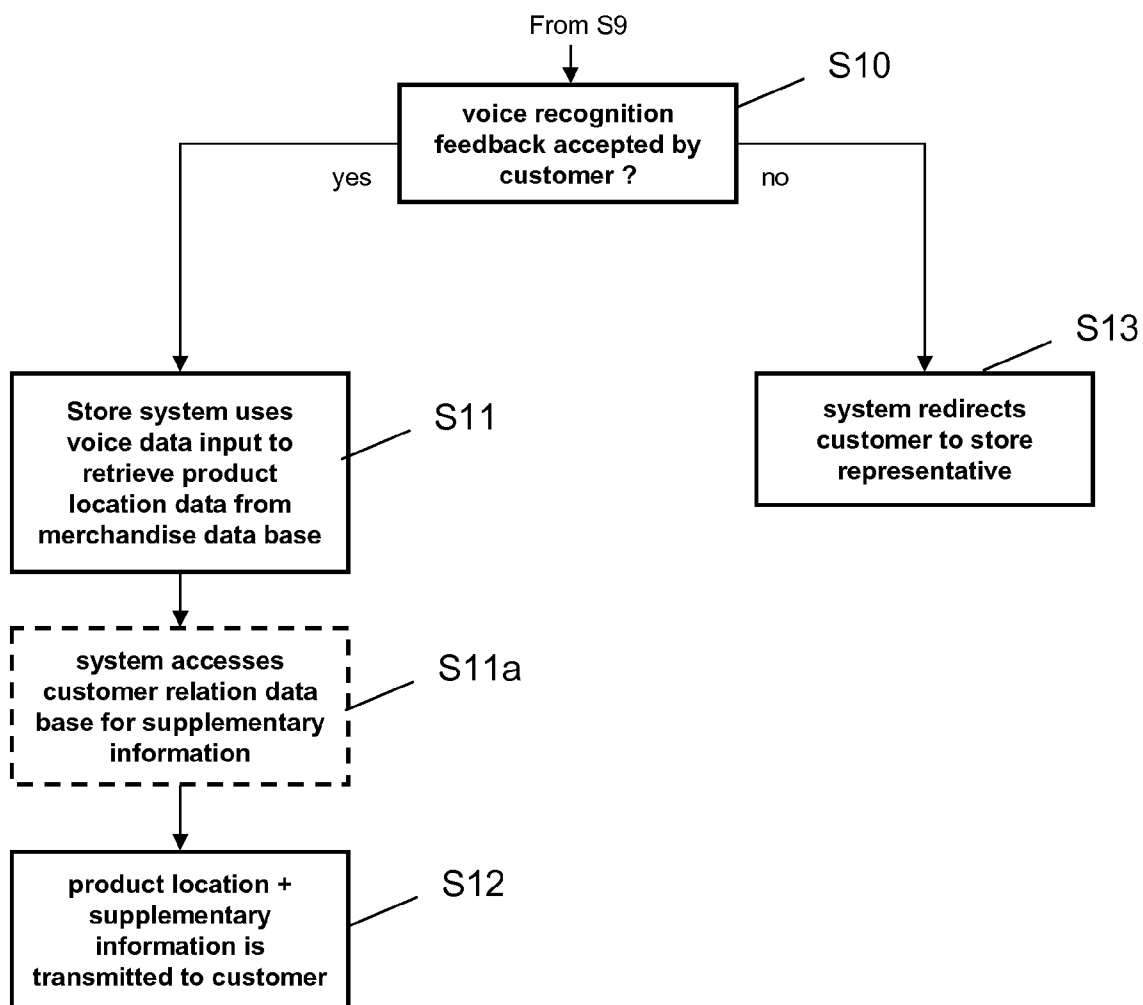 From S9
S10
voice recognition
feedback accepted by
customer ?
yes
no
S13
system redirects
customer to store
representative
S11
Store system uses
voice data input to
retrieve product
location data from
merchandise data base
S11a
system accesses
customer relation data
base for supplementary
information
S12
product location +
supplementary
information is
transmitted to customer